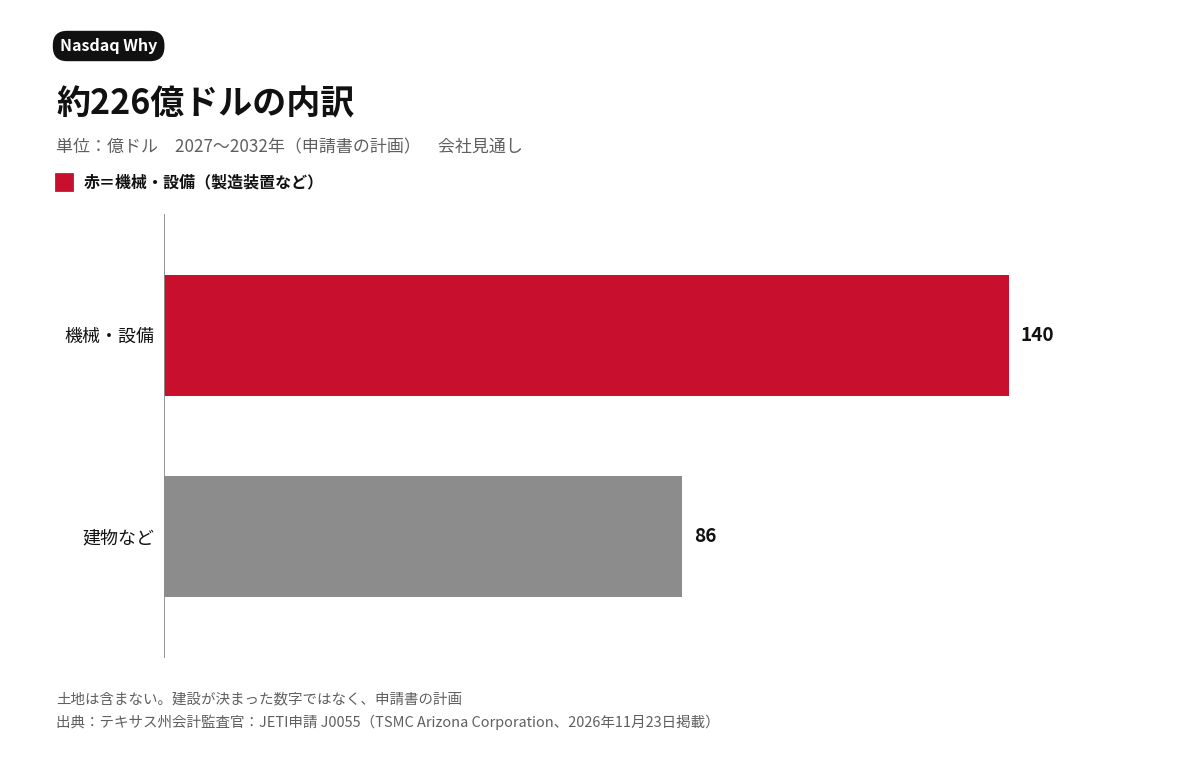 Nasdaq Why
約226億ドルの内訳
単位：億ドル　2027〜2032年（申請書の計画）　会社見通し
赤＝機械・設備（製造装置など）
機械・設備
140
建物など
86
土地は含まない。建設が決まった数字ではなく、申請書の計画
出典：テキサス州会計監査官：JETI申請 J0055（TSMC Arizona Corporation、2026年11月23日掲載）